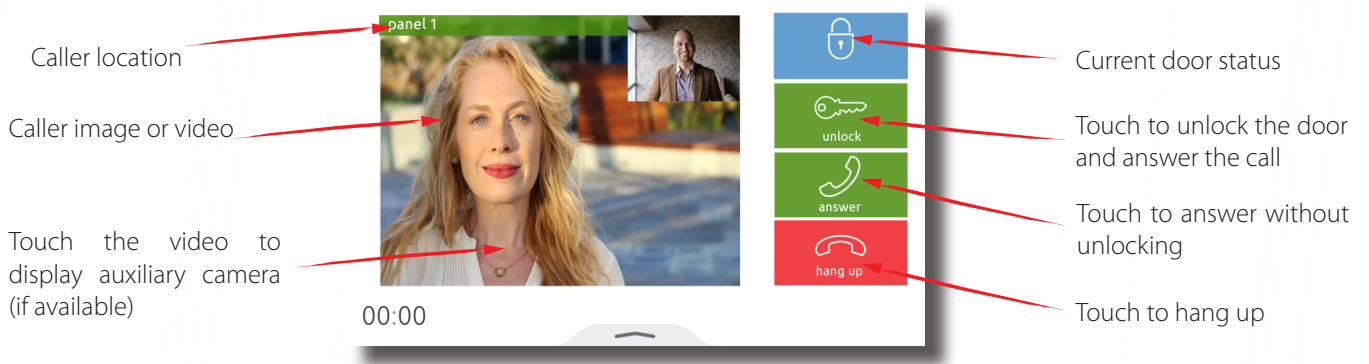 panel 1
Caller location
Caller image or video
Touch the video to
display auxiliary camera
(if available)
00:00
unlock
answer
hang up
Current door status
Touch to unlock the door
and answer the call
Touch to answer without
unlocking
Touch to hang up